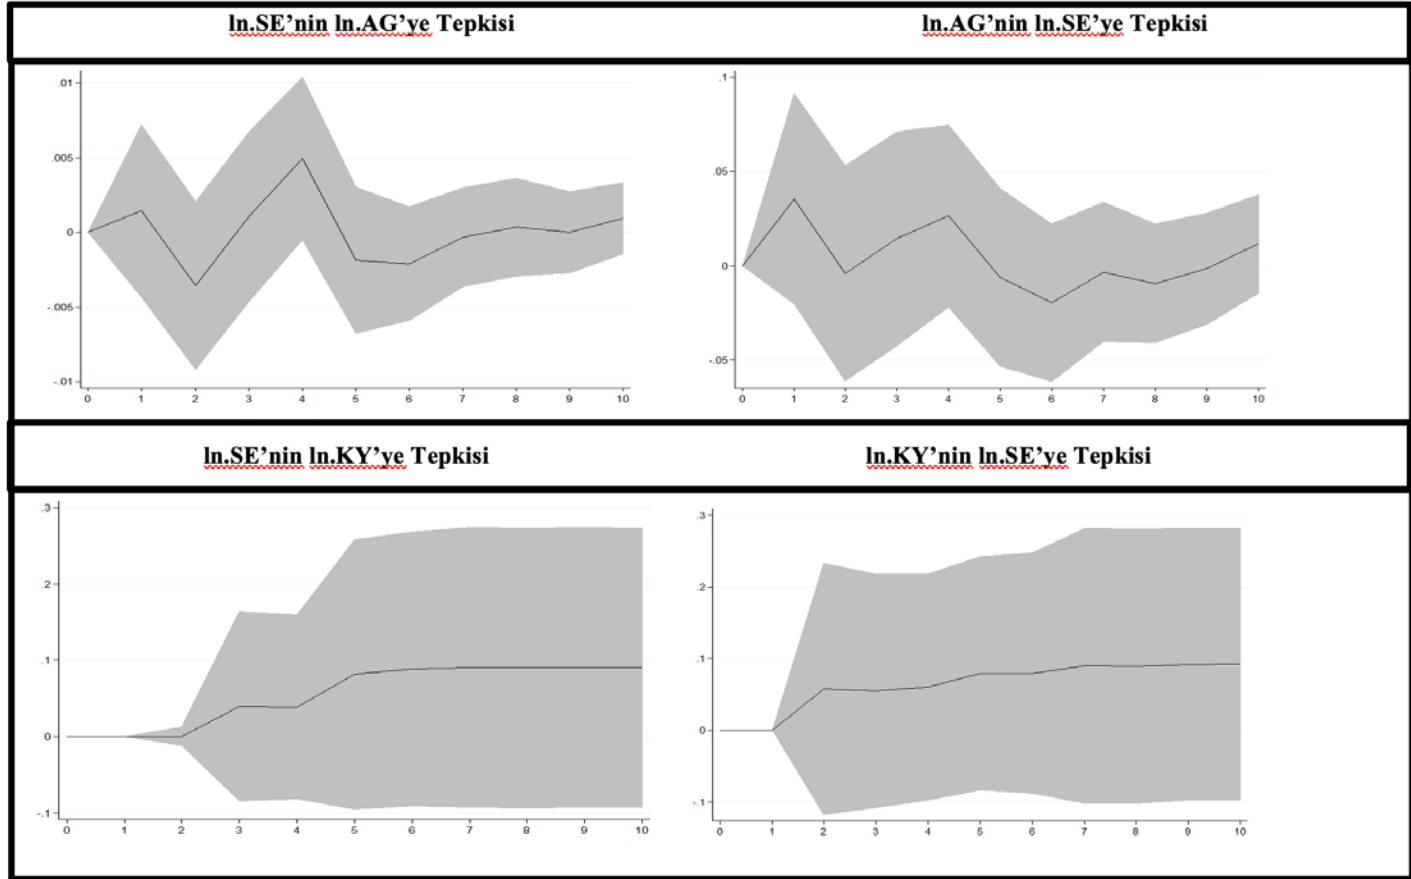 ln.SE’nin ln.AG’ye Tepkisi
ln.AG’nin ln.SE’ye Tepkisi
.01
.005
0
-.005
-.01
0 1 2 3 4 5 6 7 8 9 10
.1
.05
0
-.05
0 1 2 3 4 5 6 7 8 9 10
ln.SE’nin ln.KY’ye Tepkisi
ln.KY’nin ln.SE’ye Tepkisi
.3
.2
.1
0
-.1
0 1 2 3 4 5 6 7 8 9 10
.3
.2
.1
0
-.1
0 1 2 3 4 5 6 7 8 9 10